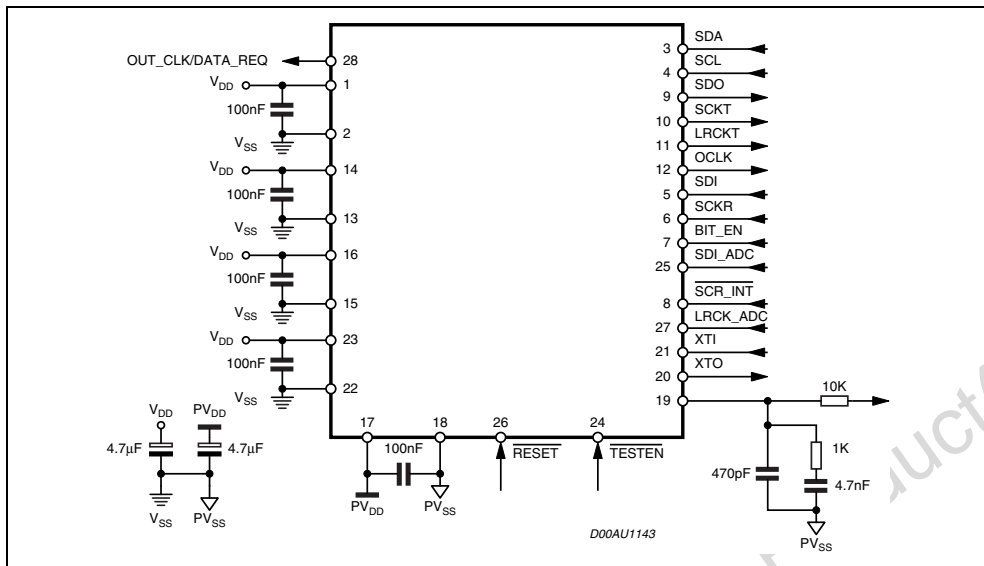 OUT_CLK/DATA_REQ 28
VDD 1
100nF
VSS 2
VDD 14
100nF
VSS 13
VDD 16
100nF
VSS 15
VDD 23
100nF
VSS 22
3 SDA
4 SCL
9 SDO
10 SCKT
11 LRCKT
12 OCLK
5 SDI
6 SCKR
7 BIT_EN
25 SDI_ADC
8 SCR_INT
27 LRCK_ADC
21 XTI
20 XTO
19
10K
1K
470pF
4.7nF
PVSS
VDD PVDD
4.7µF 4.7µF
VSS PVSS
17 18 26 24
100nF
RESET TESTEN
PVDD PVSS
D00AU1143